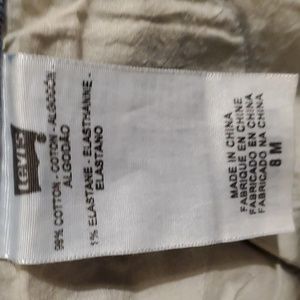 Levi's
99% COTTON - COTON - ALGODÓN
ALGODÃO
1% ELASTANE - ELASTHANNE -
ELASTANO
MADE IN CHINA
FABRIQUE EN CHINE
FABRICADO EN CHINA
FABRICADO NA CHINA
8 M